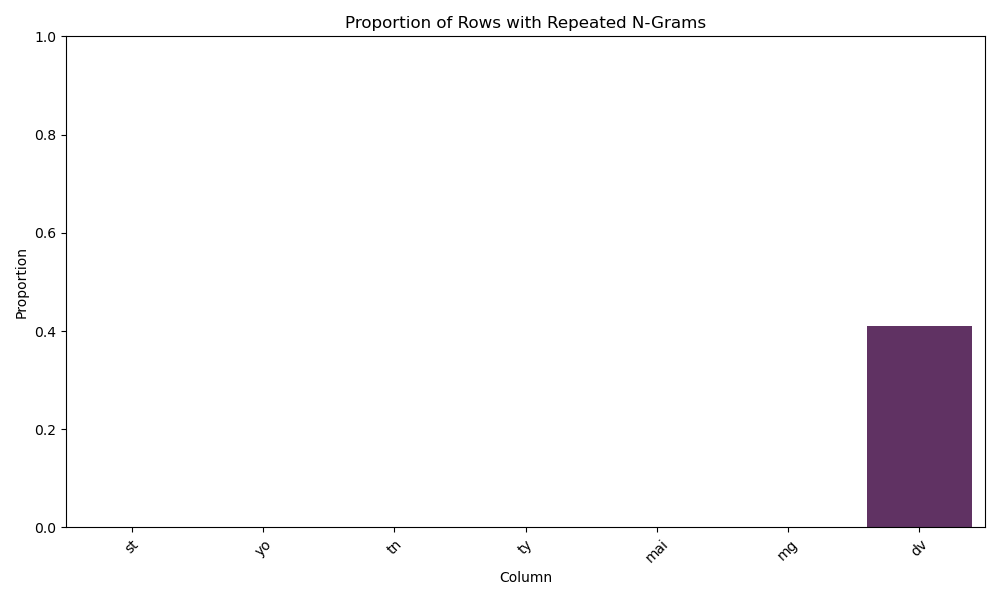 Proportion of Rows with Repeated N-Grams
1.0
0.8
0.6
0.4
0.2
0.0
Proportion
st yo tn ty mai mg dv
Column